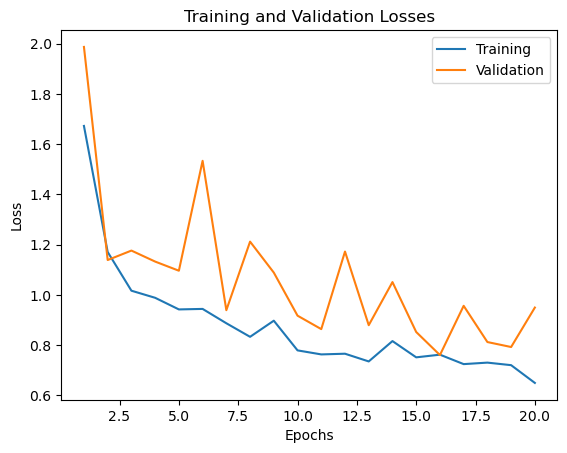 Training and Validation Losses
Training
Validation
Loss
2.0
1.8
1.6
1.4
1.2
1.0
0.8
0.6
2.5 5.0 7.5 10.0 12.5 15.0 17.5 20.0
Epochs